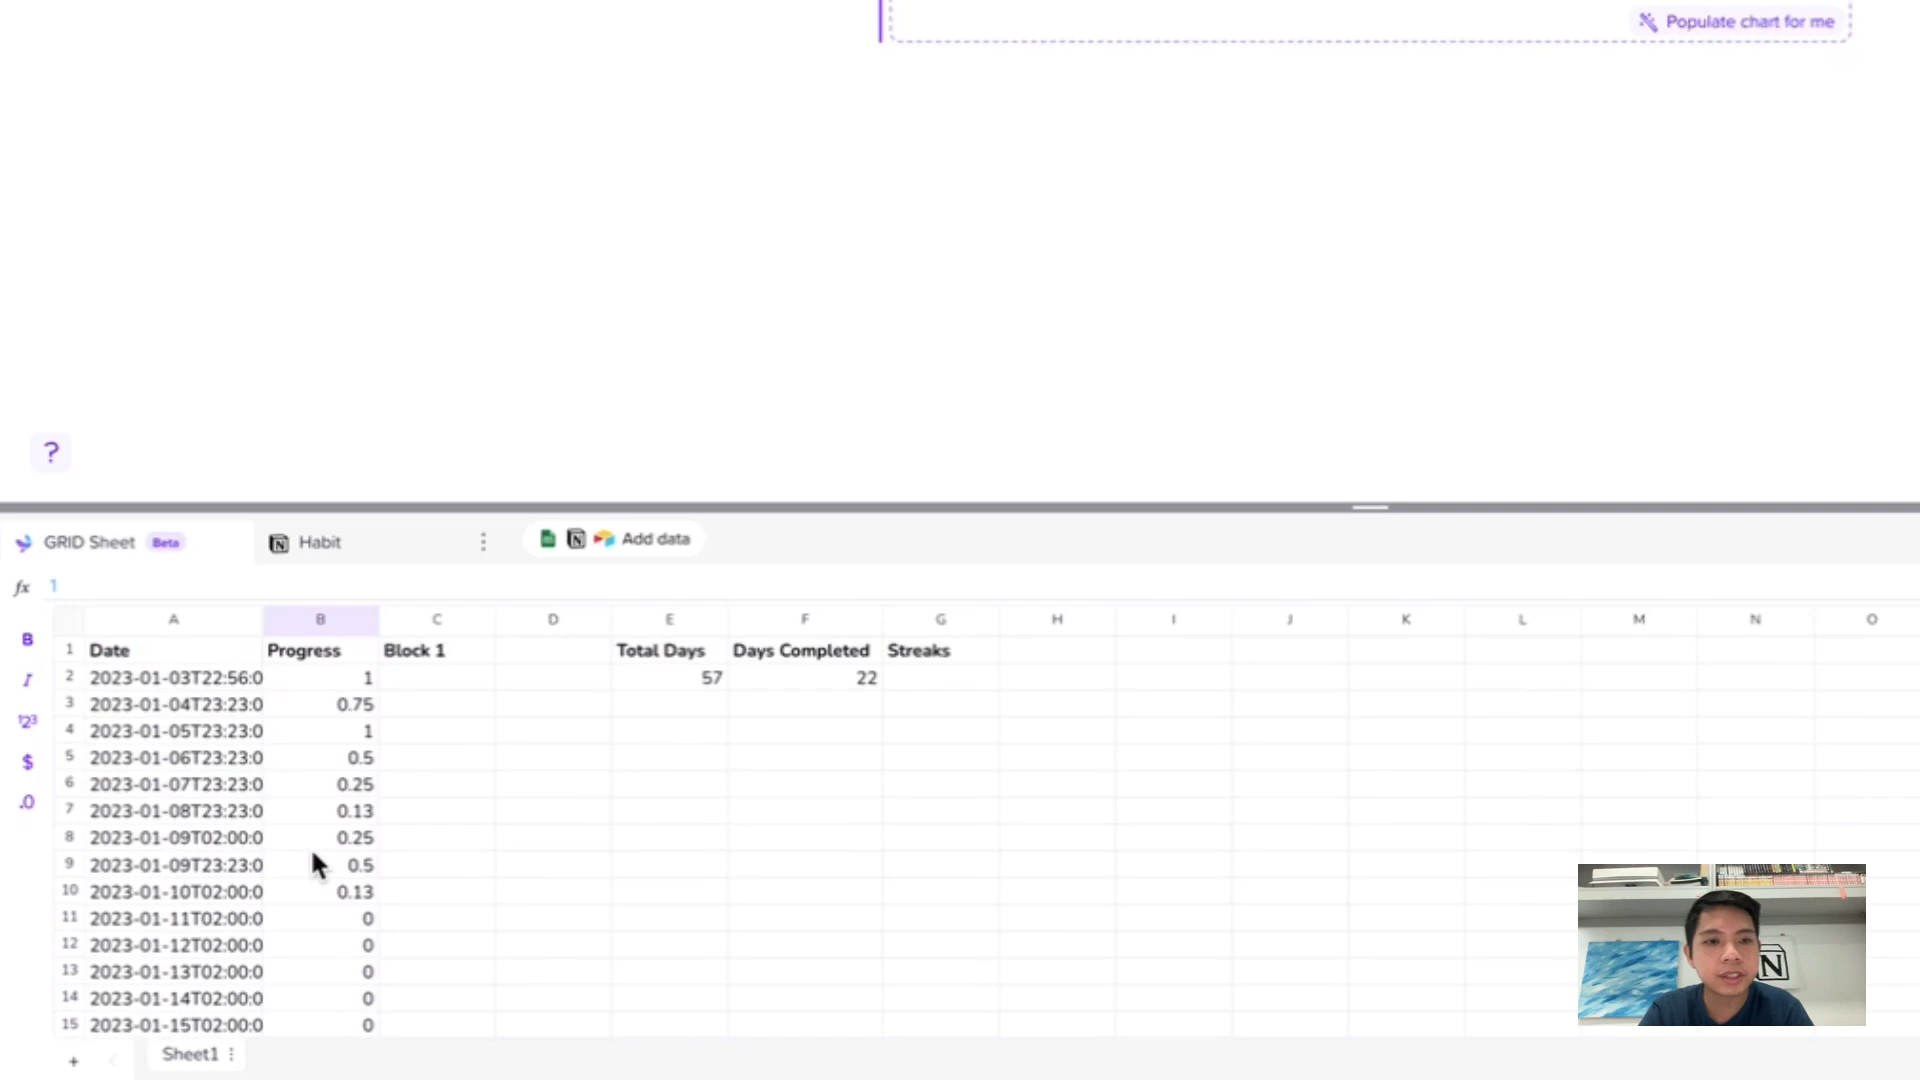 Populate chart for me
?
GRID Sheet Beta
Habit
Add data
fx 1
A B C D E F G H I J K L M N O
B
I
123
$
.0
1 Date Progress Block 1 Total Days Days Completed Streaks
2 2023-01-03T22:56:0 1 57 22
3 2023-01-04T23:23:0 0.75
4 2023-01-05T23:23:0 1
5 2023-01-06T23:23:0 0.5
6 2023-01-07T23:23:0 0.25
7 2023-01-08T23:23:0 0.13
8 2023-01-09T02:00:0 0.25
9 2023-01-09T23:23:0 0.5
10 2023-01-10T02:00:0 0.13
11 2023-01-11T02:00:0 0
12 2023-01-12T02:00:0 0
13 2023-01-13T02:00:0 0
14 2023-01-14T02:00:0 0
15 2023-01-15T02:00:0 0
N
+ Sheet1